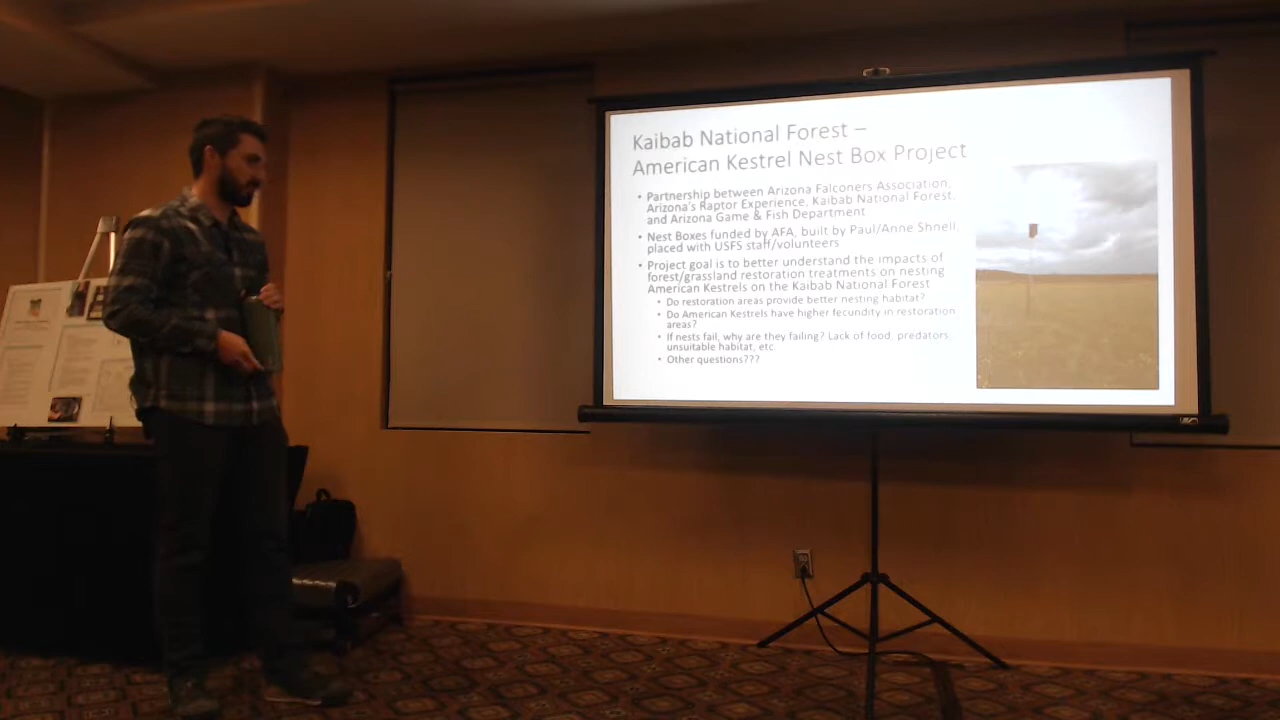 Kaibab National Forest –
American Kestrel Nest Box Project
• Partnership between Arizona Falconers Association,
Arizona's Raptor Experience, Kaibab National Forest,
and Arizona Game & Fish Department
• Nest Boxes funded by AFA, built by Paul/Anne Shnell,
placed with USFS staff/volunteers
• Project goal is to better understand the impacts of
forest/grassland restoration treatments on nesting
American Kestrels on the Kaibab National Forest
• Do restoration areas provide better nesting habitat?
• Do American Kestrels have higher fecundity in restoration
areas?
• If nests fail, why are they failing? Lack of food, predators,
unsuitable habitat, etc.
• Other questions???